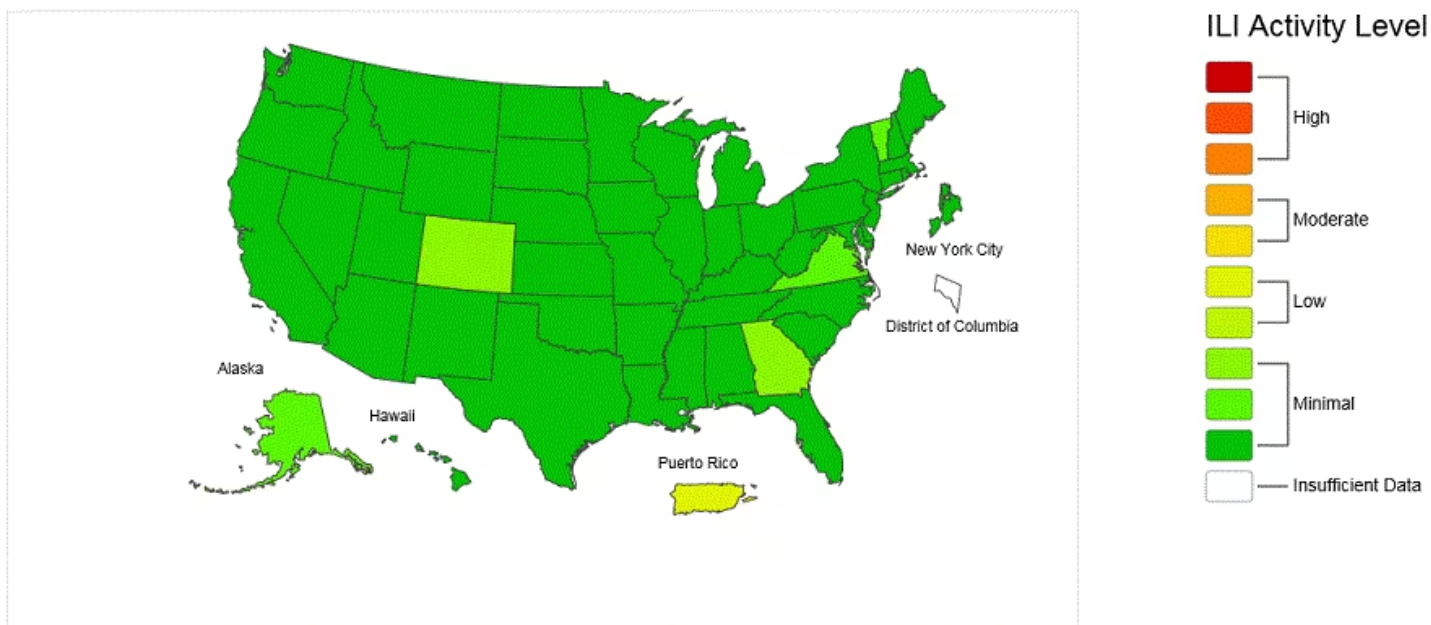 ILI Activity Level
High
Moderate
Low
Minimal
Insufficient Data
New York City
District of Columbia
Alaska
Hawaii
Puerto Rico